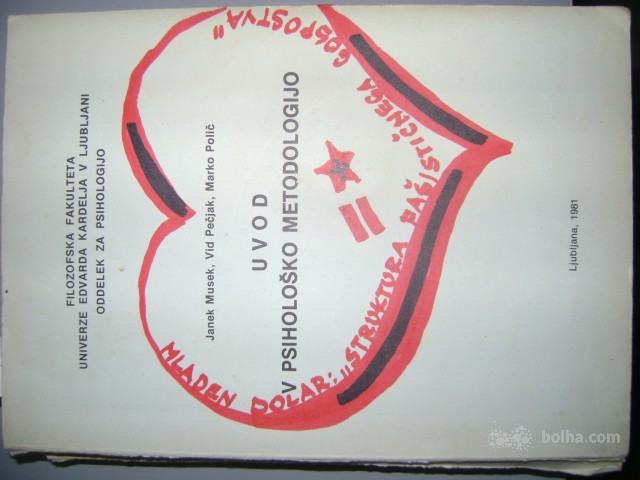 FILOZOFSKA FAKULTETA
UNIVERZE EDVARDA KARDELJA V LJUBLJANI
ODDELEK ZA PSIHOLOGIJO
Janek Musek, Vid Pečjak, Marko Polič
UVOD
V PSIHOLOŠKO METODOLOGIJO
=
MLADEN DOLAR: "STRUKTURA FAŠISTIČNEGA GOSPOSTVA"
Ljubljana, 1981
bolha.com